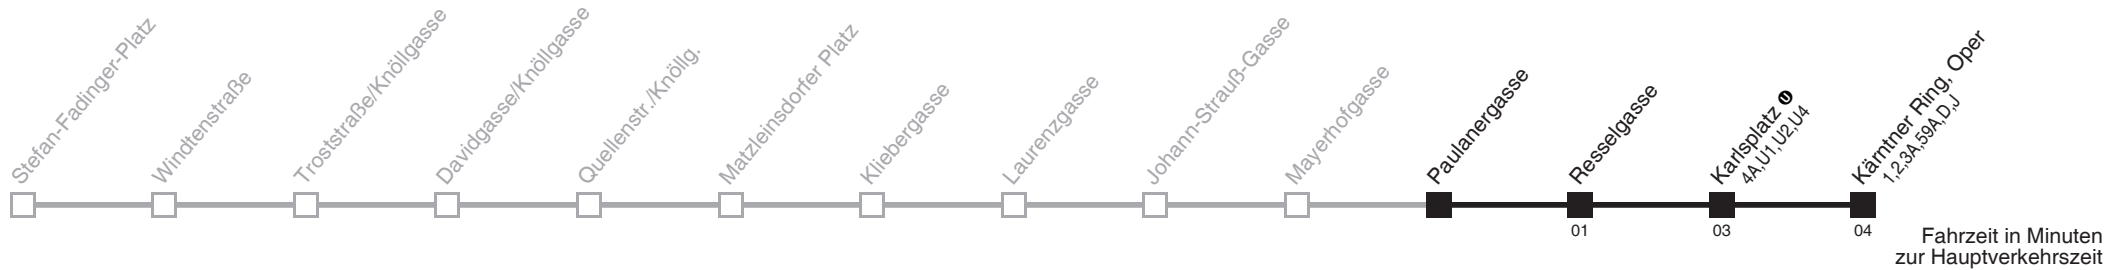 Stefan-Fadinger-Platz
Windtenstraße
Troststraße/Knöllgasse
Davidgasse/Knöllgasse
Quellenstr./Knöllg.
Matzleinsdorfer Platz
Kliebergasse
Laurenzgasse
Johann-Strauß-Gasse
Mayerhofgasse
Paulanergasse
Resselgasse
Karlsplatz U
4A,U1,U2,U4
Kärntner Ring, Oper
1,2,3A,59A,D,J
01
03
04
Fahrzeit in Minuten
zur Hauptverkehrszeit